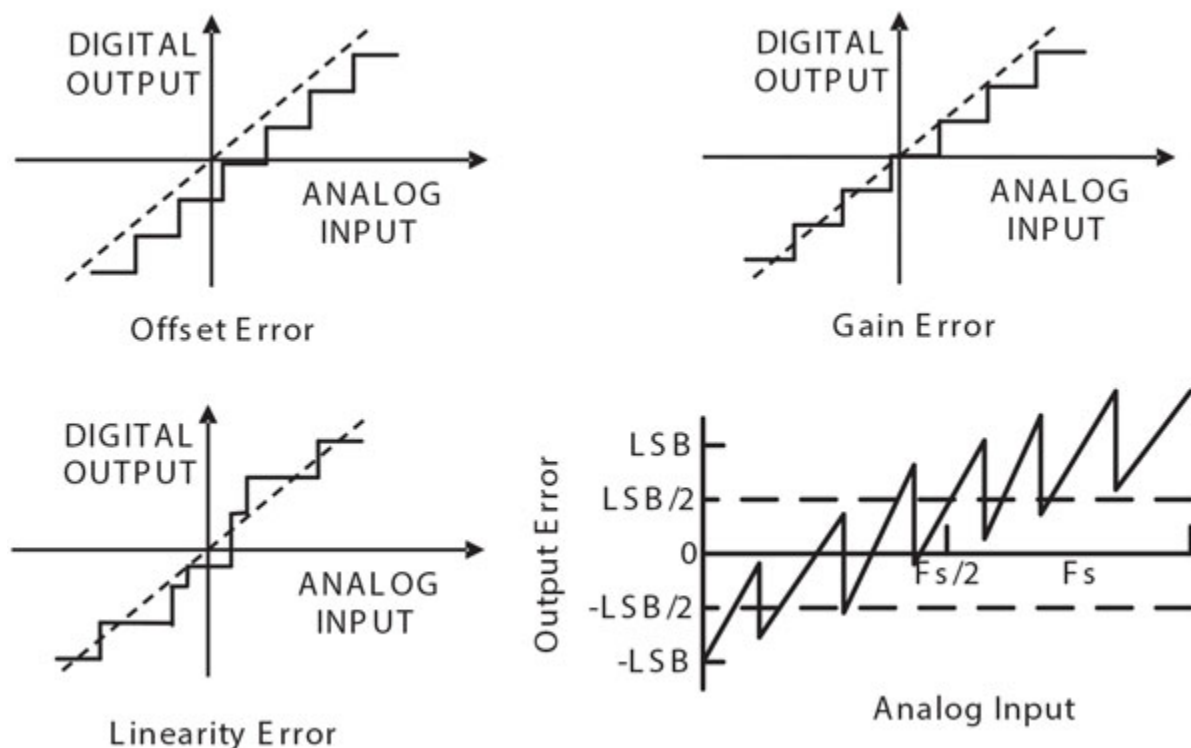 DIGITAL
OUTPUT
ANALOG
INPUT
Offset Error
DIGITAL
OUTPUT
ANALOG
INPUT
Gain Error
DIGITAL
OUTPUT
ANALOG
INPUT
Linearity Error
Output Error
LSB
LSB/2
0
-LSB/2
-LSB
Fs/2
Fs
Analog Input